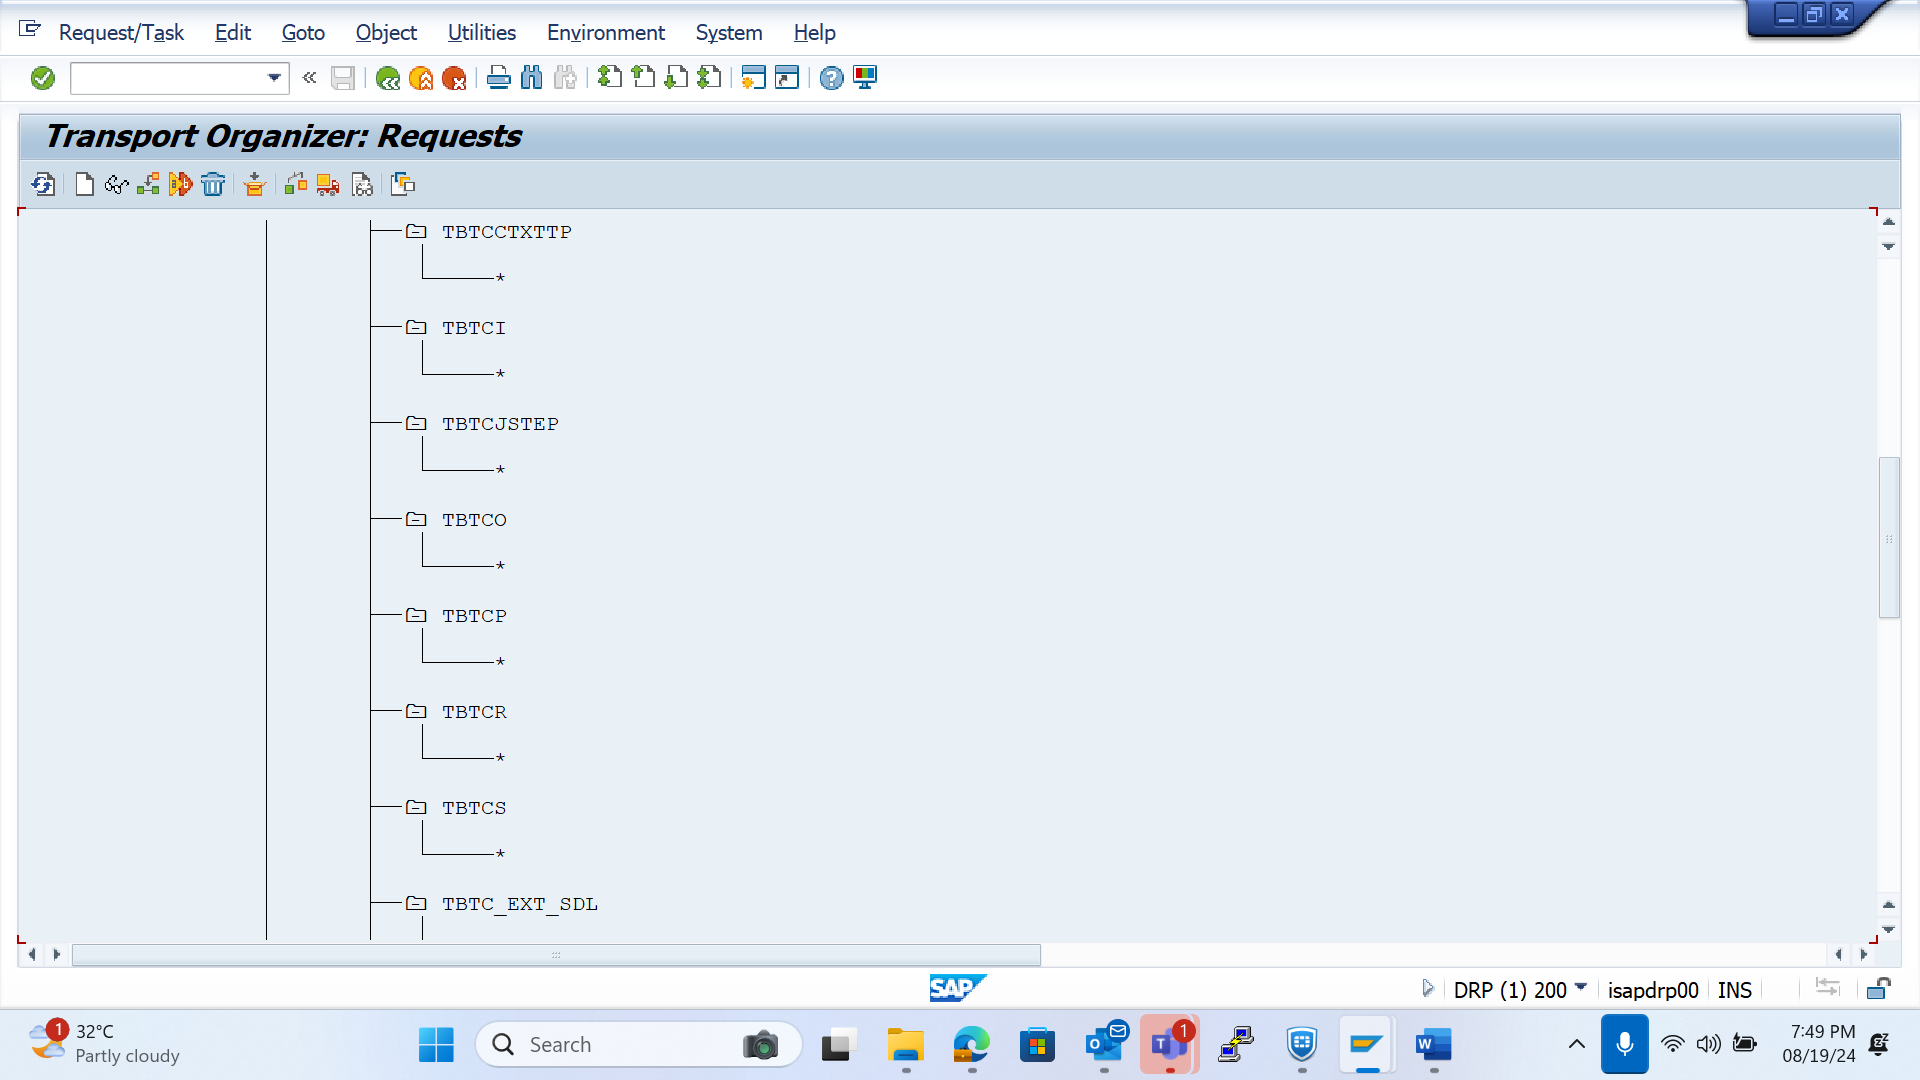 Request/Task Edit Goto Object Utilities Environment System Help
Transport Organizer: Requests
TBTCCTXTTP
*
TBTCI
*
TBTCJSTEP
*
TBTCO
*
TBTCP
*
TBTCR
*
TBTCS
*
TBTC_EXT_SDL
SAP
DRP (1) 200 isapdrp00 INS
1
32°C
Partly cloudy
Search
1
7:49 PM
08/19/24